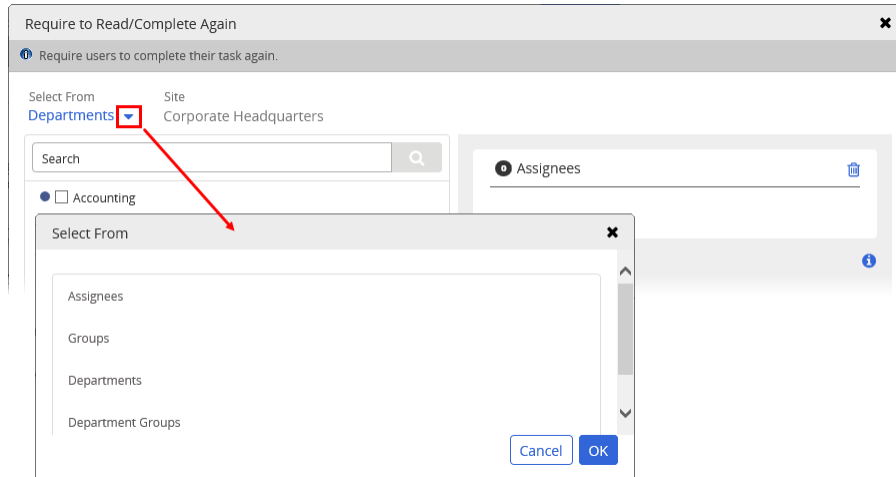 Require to Read/Complete Again
Require users to complete their task again.
Select From Site
Departments Corporate Headquarters
Search
0 Assignees
Accounting
Select From
Assignees
Groups
Departments
Department Groups
Cancel OK